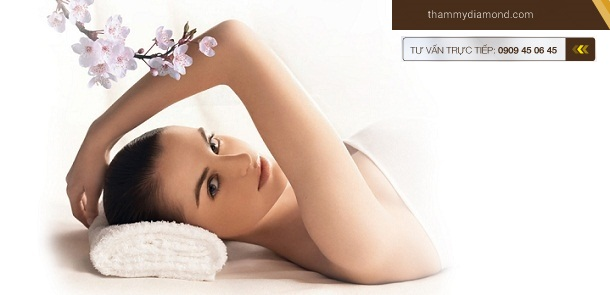 thammydiamond.com
TƯ VẤN TRỰC TIẾP: 0909 45 06 45